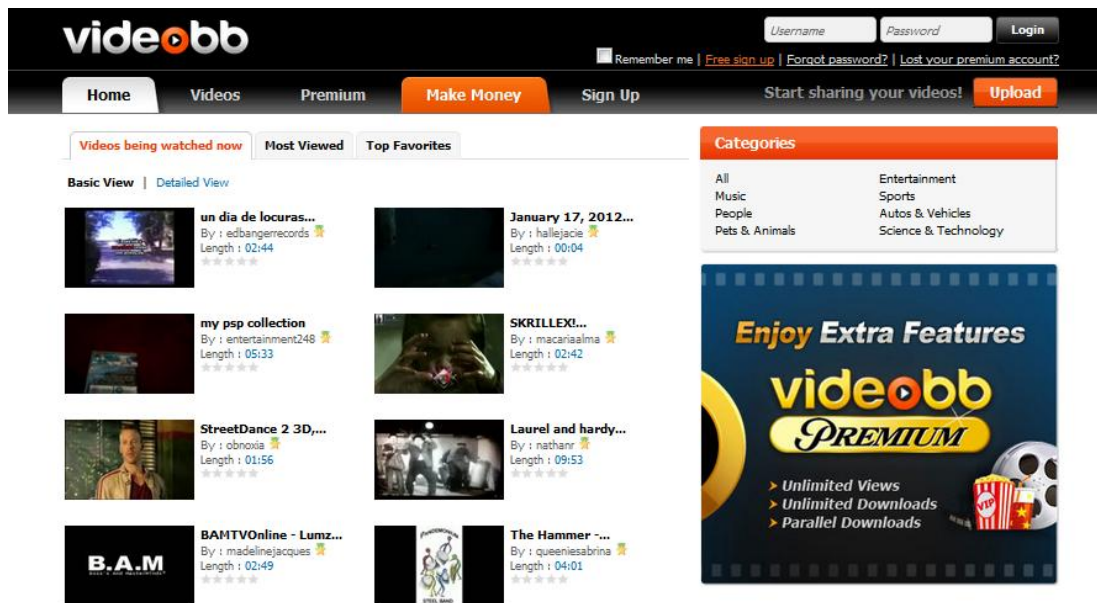 videobb
Username Password Login
Remember me | Free sign up | Forgot password? | Lost your premium account?
Home Videos Premium Make Money Sign Up Start sharing your videos! Upload
Videos being watched now Most Viewed Top Favorites
Basic View | Detailed View
un dia de locuras...
By : edbangerrecords
Length : 02:44
January 17, 2012...
By : hallejacie
Length : 00:04
my psp collection
By : entertainment248
Length : 05:33
SKRILLEX!...
By : macariaalma
Length : 02:42
StreetDance 2 3D,...
By : obnoxia
Length : 01:56
Laurel and hardy...
By : nathanr
Length : 09:53
B.A.M
BAMTVOnline - Lumz...
By : madelinejacques
Length : 02:49
STEEL BAND
The Hammer -...
By : queeniesabrina
Length : 04:01
Categories
All Entertainment
Music Sports
People Autos & Vehicles
Pets & Animals Science & Technology
Enjoy Extra Features
videobb
PREMIUM
Unlimited Views
Unlimited Downloads
Parallel Downloads
VIP